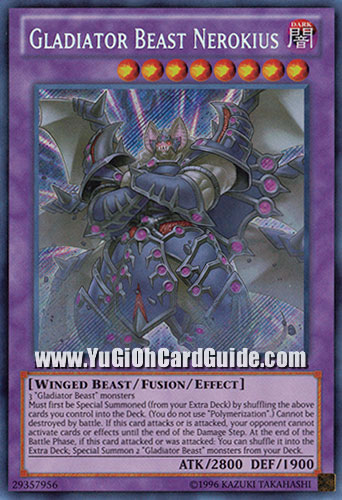 GLADIATOR BEAST NEROKIUS
DARK
闇
www.YuGiOhCardGuide.com
[WINGED BEAST/FUSION/EFFECT]
3 "Gladiator Beast" monsters
Must first be Special Summoned (from your Extra Deck) by shuffling the above
cards you control into the Deck. (You do not use "Polymerization".) Cannot be
destroyed by battle. If this card attacks or is attacked, your opponent cannot
activate cards or effects until the end of the Damage Step. At the end of the
Battle Phase, if this card attacked or was attacked: You can shuffle it into the
Extra Deck; Special Summon 2 "Gladiator Beast" monsters from your Deck.
ATK/2800 DEF/1900
29357956
©1996 KAZUKI TAKAHASHI